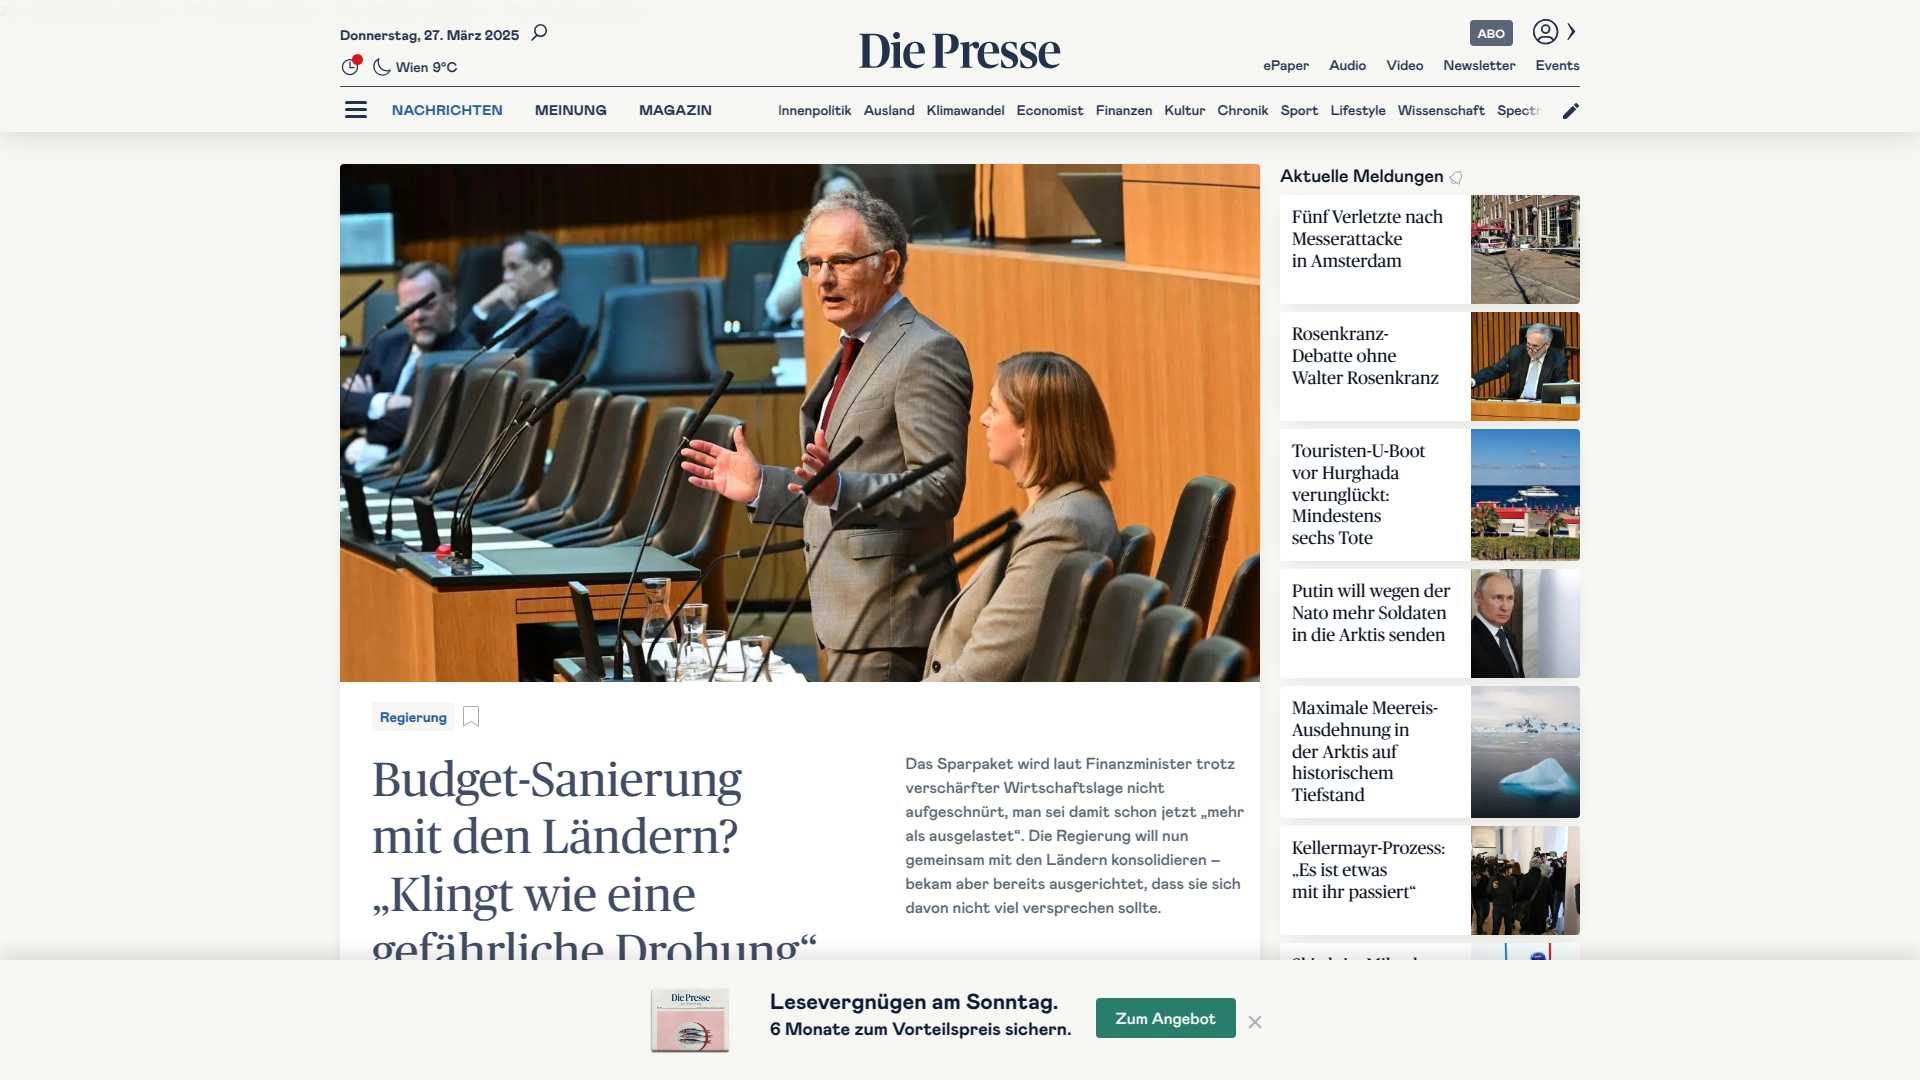 Donnerstag, 27. März 2025
Wien 9°C
Die Presse
ABO
ePaper Audio Video Newsletter Events
NACHRICHTEN MEINUNG MAGAZIN
Innenpolitik Ausland Klimawandel Economist Finanzen Kultur Chronik Sport Lifestyle Wissenschaft
Regierung
Budget-Sanierung
mit den Ländern?
„Klingt wie eine
gefährliche Drohung“
Das Sparpaket wird laut Finanzminister trotz
verschärfter Wirtschaftslage nicht
aufgeschnürt, man sei damit schon jetzt „mehr
als ausgelastet“. Die Regierung will nun
gemeinsam mit den Ländern konsolidieren –
bekam aber bereits ausgerichtet, dass sie sich
davon nicht viel versprechen sollte.
Aktuelle Meldungen
Fünf Verletzte nach
Messerattacke
in Amsterdam
Rosenkranz-
Debatte ohne
Walter Rosenkranz
Touristen-U-Boot
vor Hurghada
verunglückt:
Mindestens
sechs Tote
Putin will wegen der
Nato mehr Soldaten
in die Arktis senden
Maximale Meereis-
Ausdehnung in
der Arktis auf
historischem
Tiefstand
Kellermayr-Prozess:
„Es ist etwas
mit ihr passiert“
Die Presse
Lesevergnügen am Sonntag.
6 Monate zum Vorteilspreis sichern.
Zum Angebot